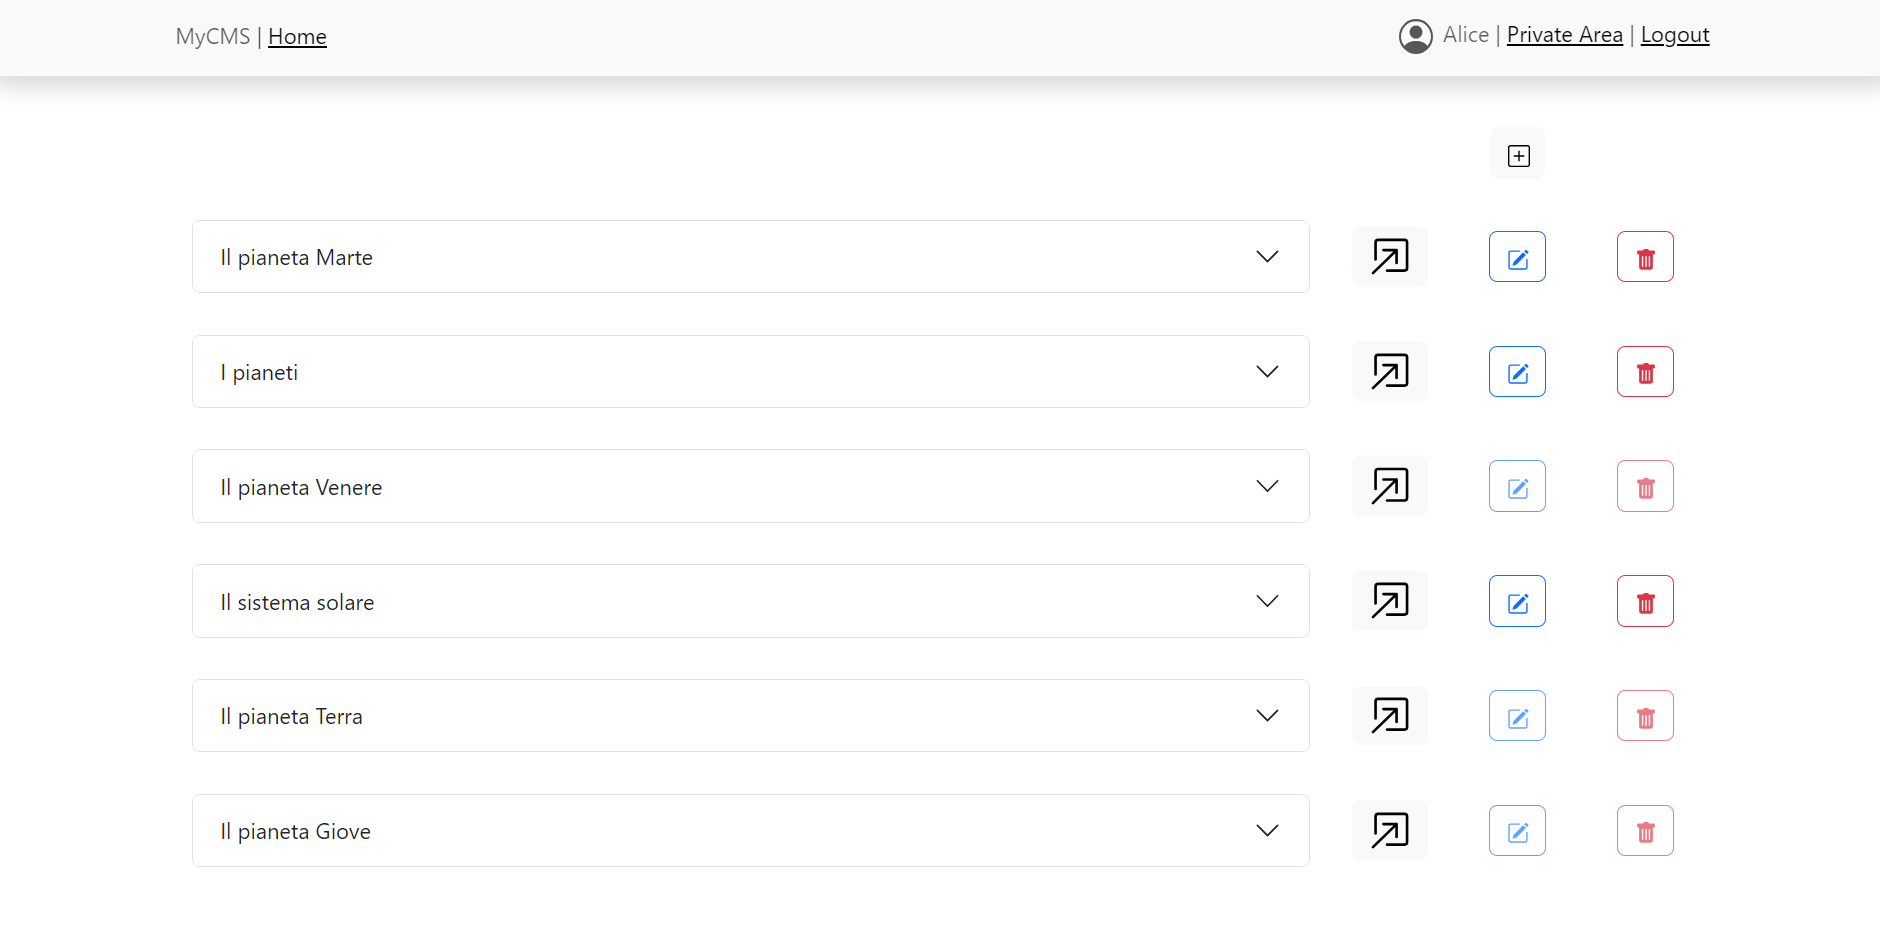 MyCMS | Home
Alice | Private Area | Logout
Il pianeta Marte
I pianeti
Il pianeta Venere
Il sistema solare
Il pianeta Terra
Il pianeta Giove